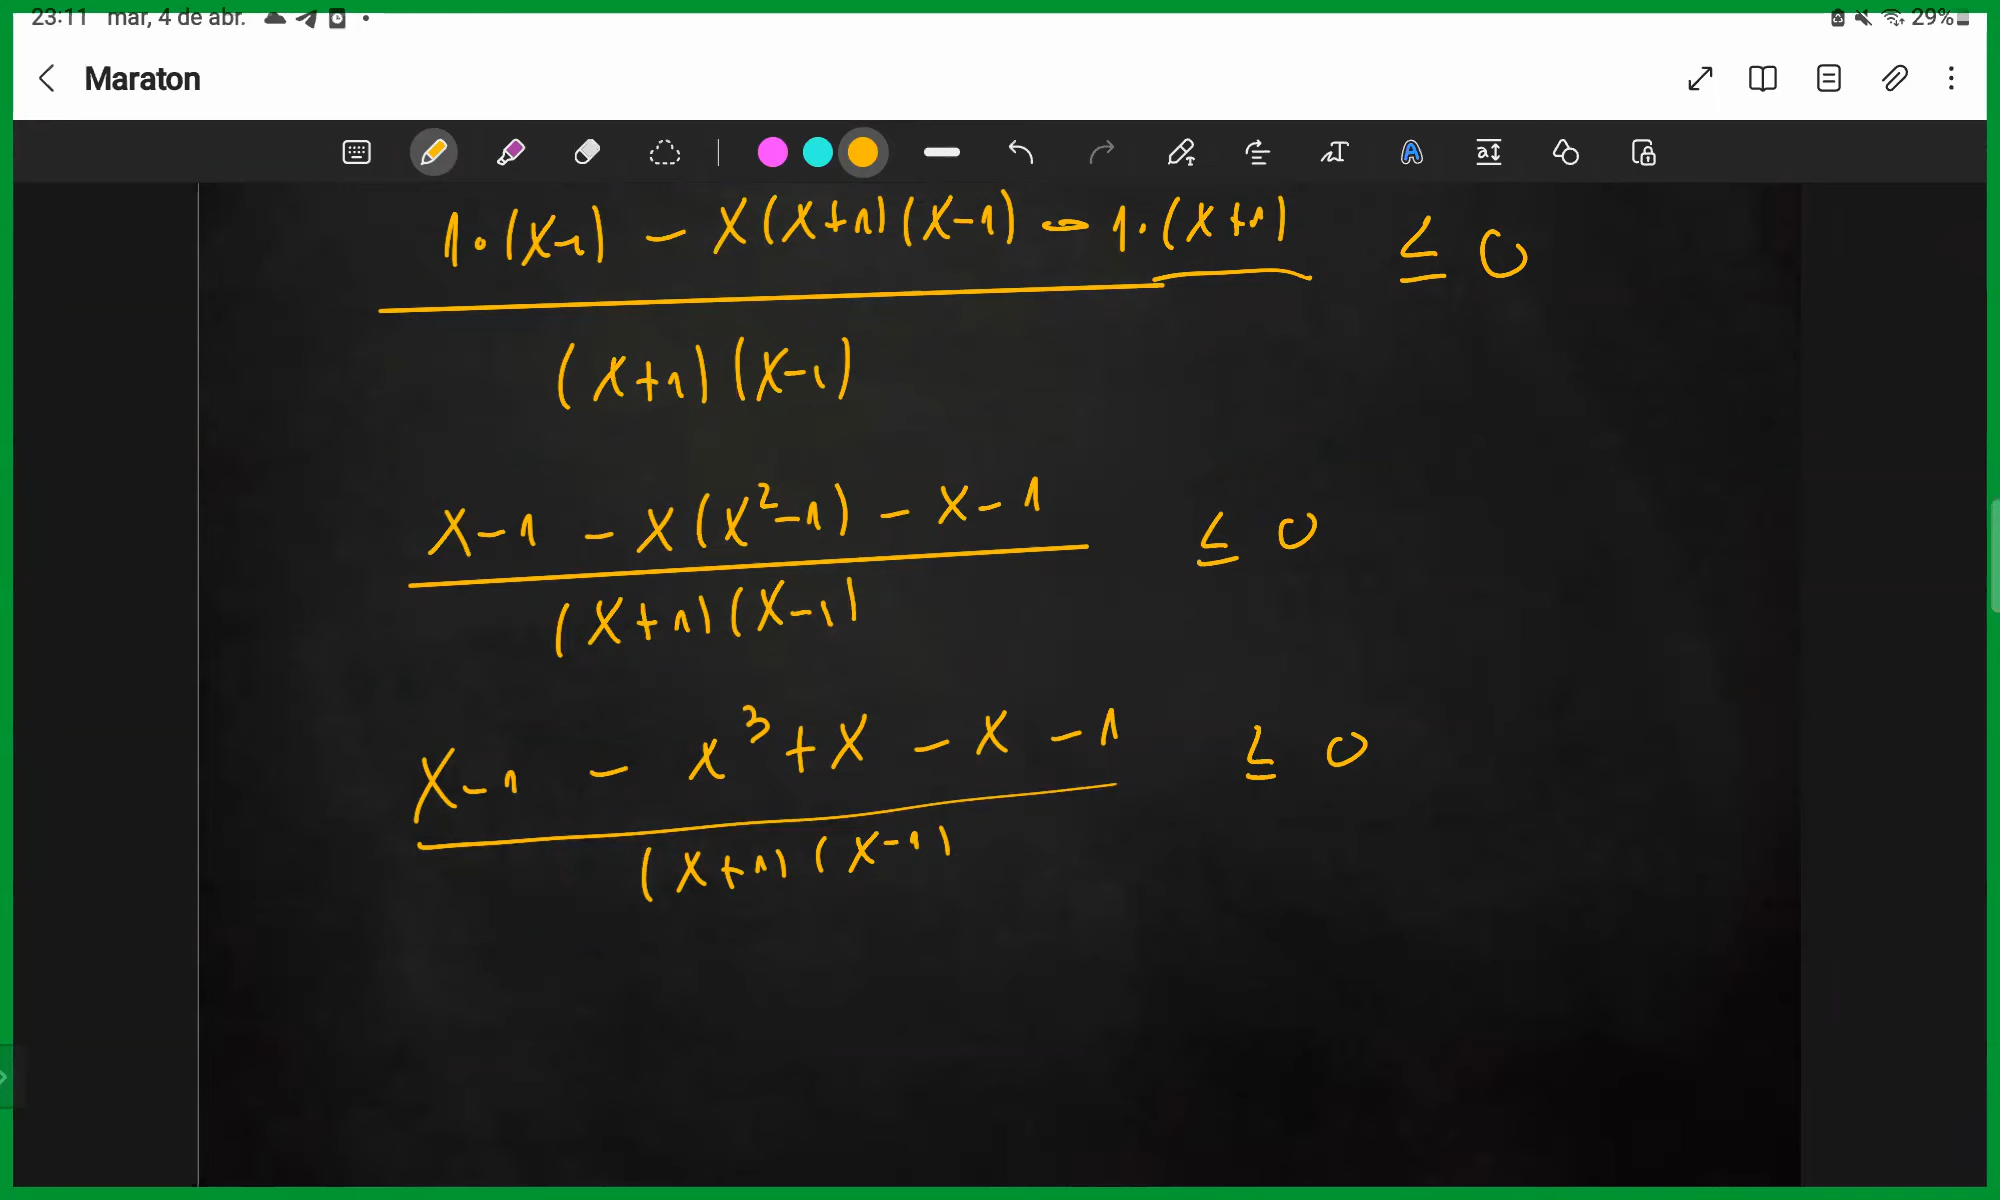 23:11 mar, 4 de abr. 29%
Maraton
1·(x-1) - x(x+1)(x-1) - 1·(x+1) ≤ 0
(x+1)(x-1)
x-1 - x(x²-1) - x-1 ≤ 0
(x+1)(x-1)
x-1 - x³+x - x - 1 ≤ 0
(x+1)(x-1)